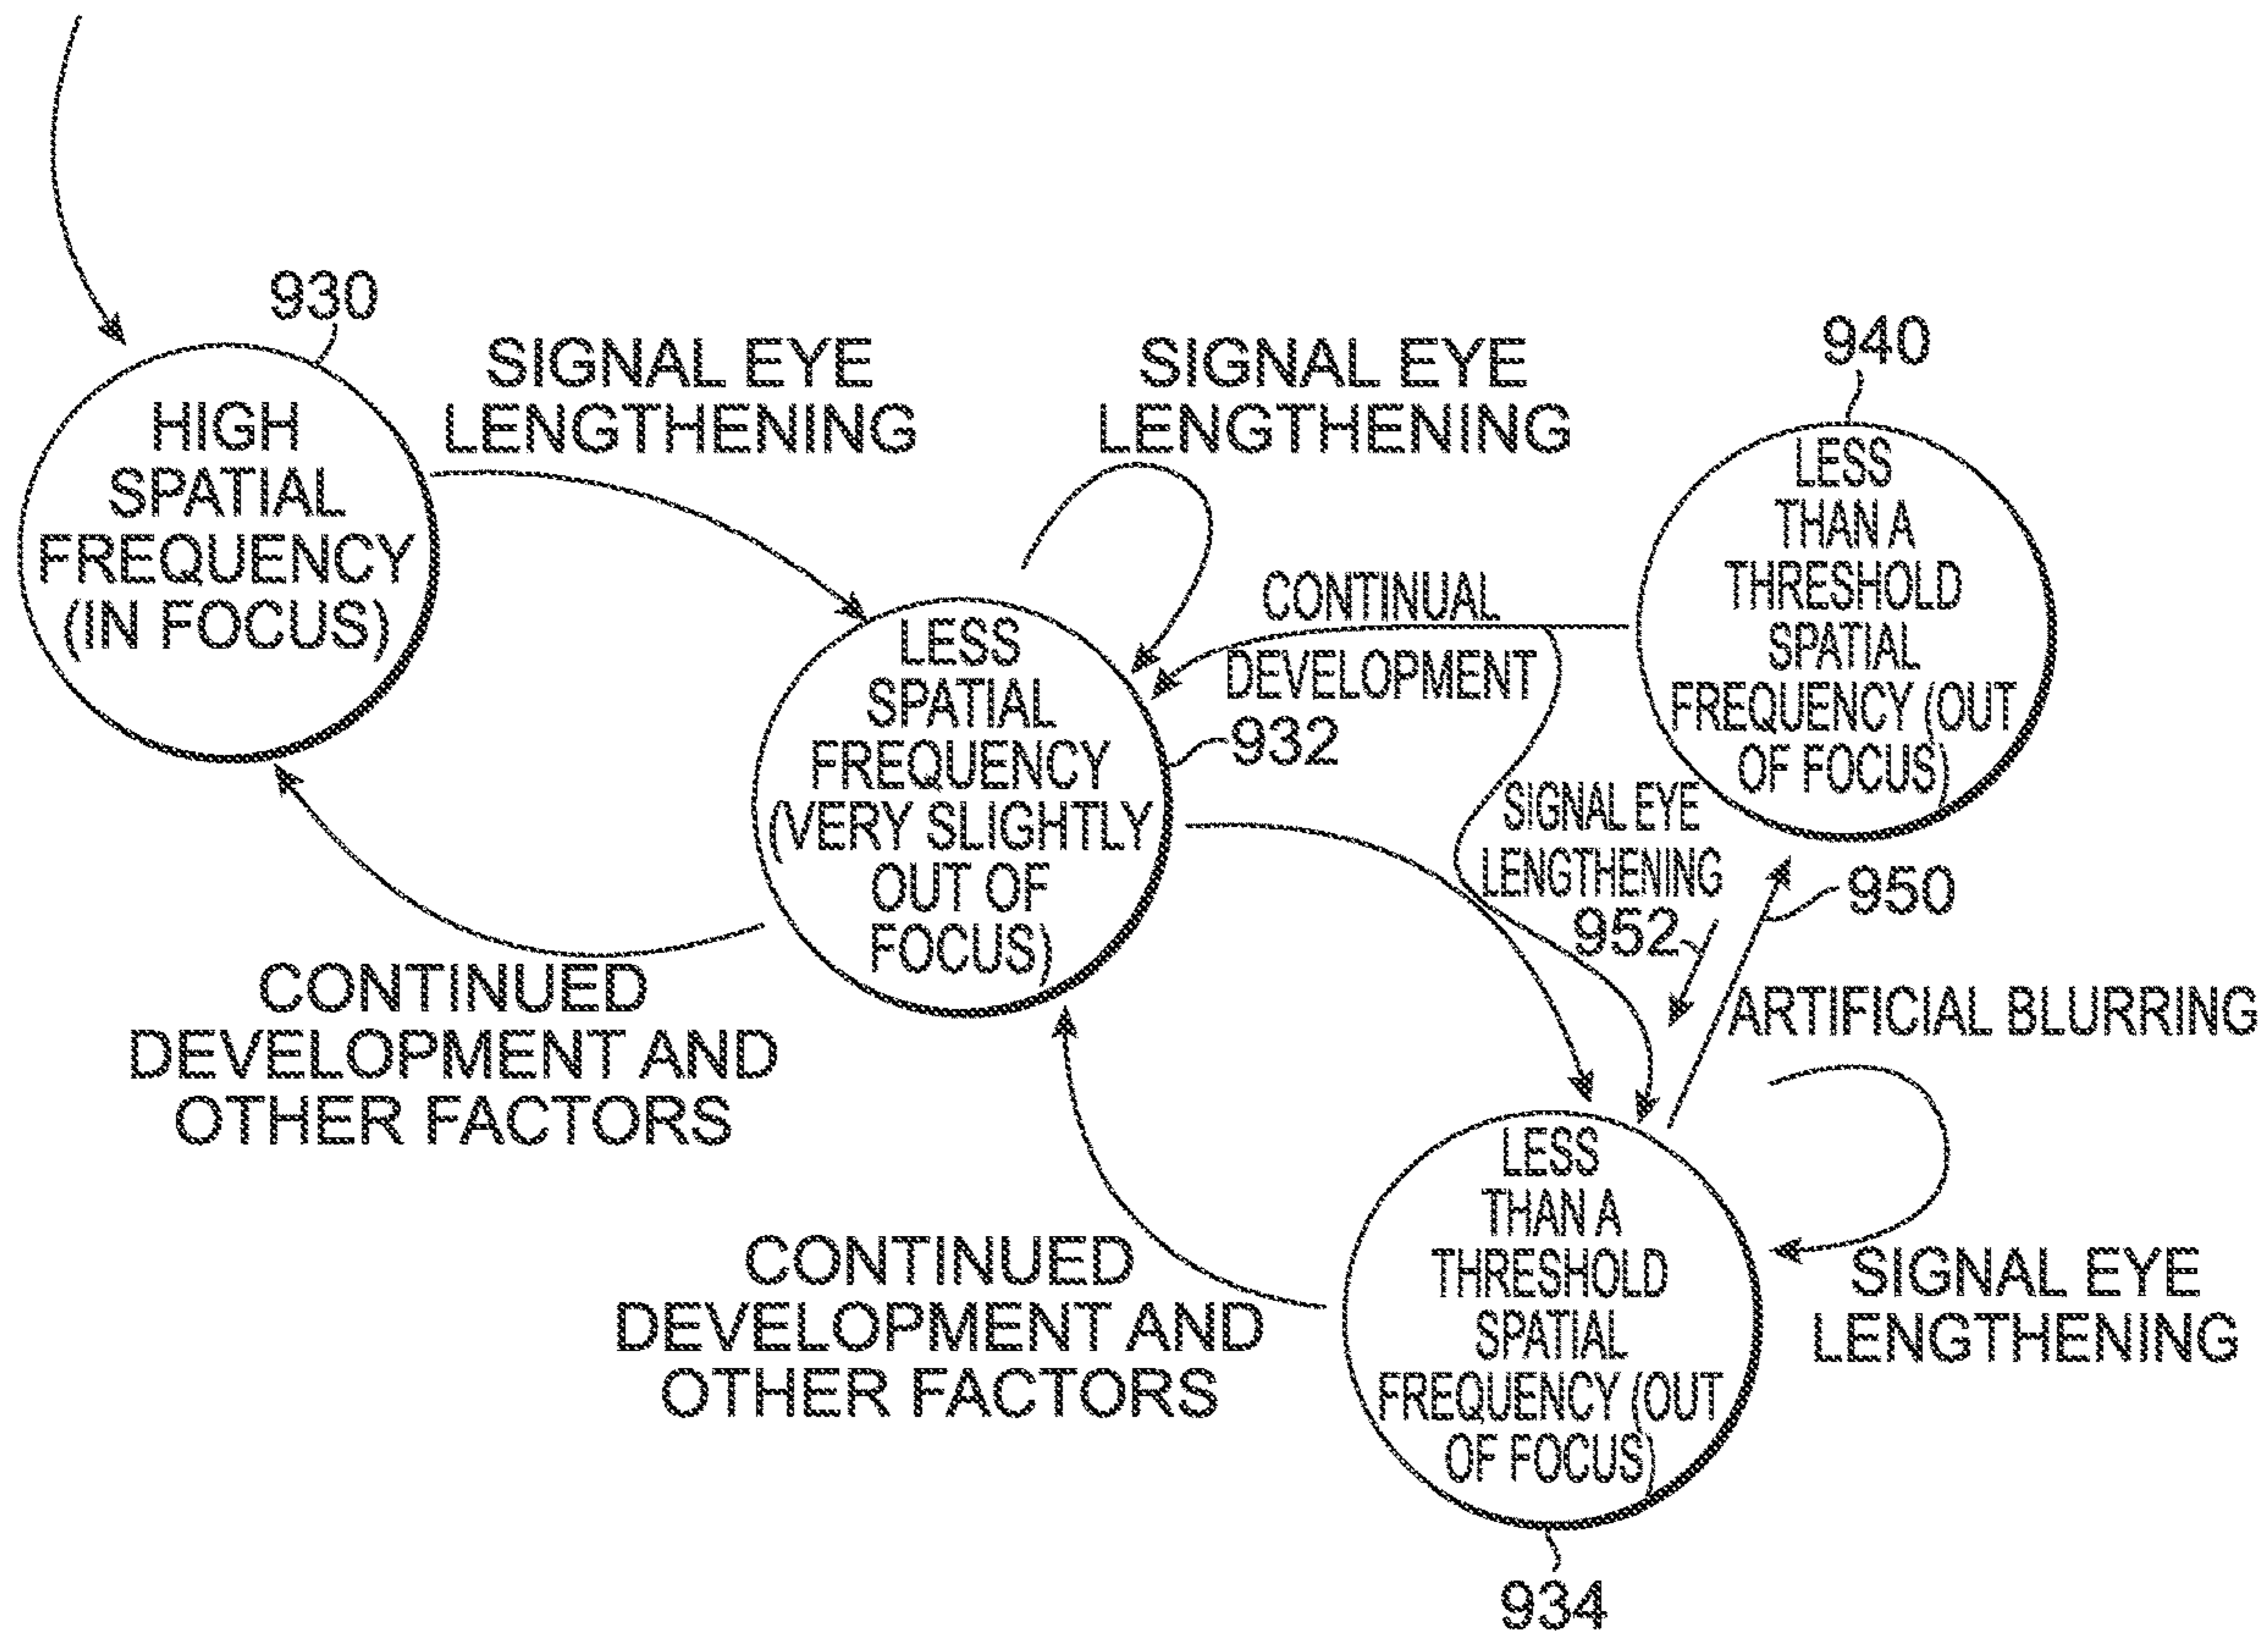 930
HIGH
SPATIAL
FREQUENCY
(IN FOCUS)
SIGNAL EYE
LENGTHENING
SIGNAL EYE
LENGTHENING
940
LESS
THAN A
THRESHOLD
SPATIAL
FREQUENCY (OUT
OF FOCUS)
CONTINUAL
DEVELOPMENT
932
LESS
SPATIAL
FREQUENCY
(VERY SLIGHTLY
OUT OF
FOCUS)
SIGNAL EYE
LENGTHENING
952
950
ARTIFICIAL BLURRING
CONTINUED
DEVELOPMENT AND
OTHER FACTORS
CONTINUED
DEVELOPMENT AND
OTHER FACTORS
LESS
THAN A
THRESHOLD
SPATIAL
FREQUENCY (OUT
OF FOCUS)
SIGNAL EYE
LENGTHENING
934